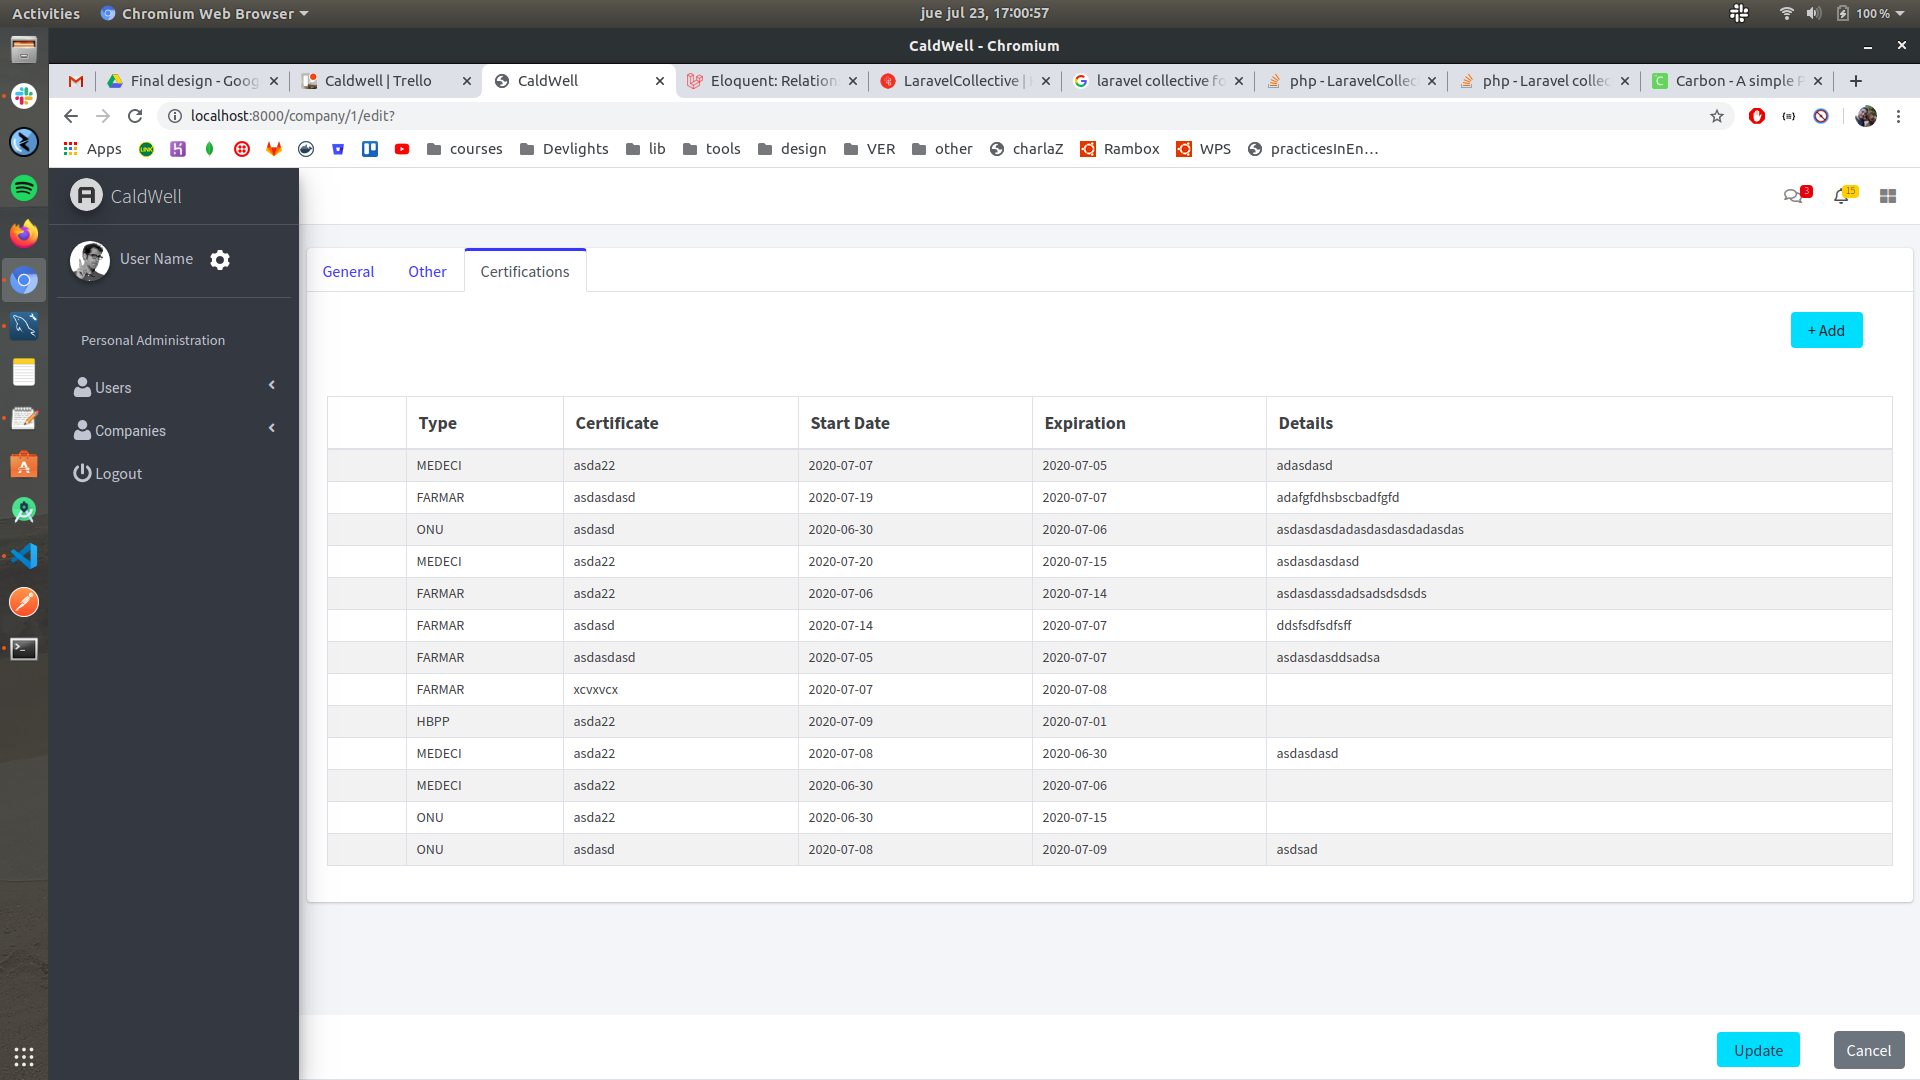 Activities Chromium Web Browser jue jul 23, 17:00:57 100 %
CaldWell - Chromium
Final design - Goog Caldwell | Trello CaldWell Eloquent: Relation LaravelCollective | laravel collective fo php - LaravelCollec php - Laravel collec Carbon - A simple P
localhost:8000/company/1/edit?
Apps courses Devlights lib tools design VER other charlaZ Rambox WPS practicesInEn...
CaldWell
3 15
User Name
General Other Certifications
+ Add
Personal Administration
Users
Companies
Logout
Type Certificate Start Date Expiration Details
MEDECI asda22 2020-07-07 2020-07-05 adasdasd
FARMAR asdasdasd 2020-07-19 2020-07-07 adafgfdhsbscbadfgfd
ONU asdasd 2020-06-30 2020-07-06 asdasdasdadasdasdasdadasdas
MEDECI asda22 2020-07-20 2020-07-15 asdasdasdasd
FARMAR asda22 2020-07-06 2020-07-14 asdasdassdadsadsdsdsds
FARMAR asdasd 2020-07-14 2020-07-07 ddsfsdfsdfsff
FARMAR asdasdasd 2020-07-05 2020-07-07 asdasdasddsadsa
FARMAR xcvxvcx 2020-07-07 2020-07-08
HBPP asda22 2020-07-09 2020-07-01
MEDECI asda22 2020-07-08 2020-06-30 asdasdasd
MEDECI asda22 2020-06-30 2020-07-06
ONU asda22 2020-06-30 2020-07-15
ONU asdasd 2020-07-08 2020-07-09 asdsad
Update Cancel